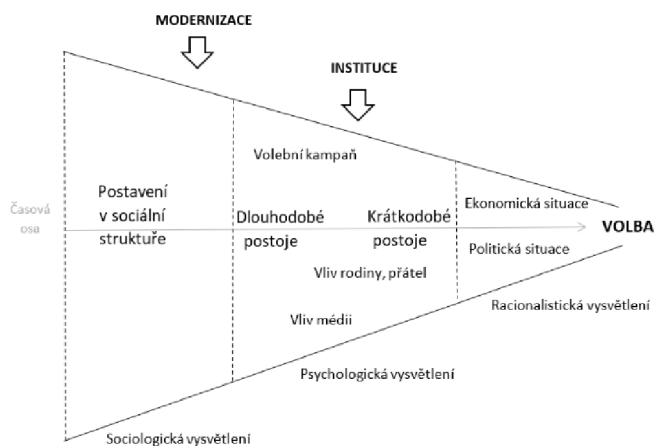 MODERNIZACE
INSTITUCE
Volební kampaň
Časová
osa
Postavení
v sociální
struktuře
Dlouhodobé
postoje
Krátkodobé
postoje
Ekonomická situace
VOLBA
Politická situace
Vliv rodiny, přátel
Racionalistická vysvětlení
Vliv médii
Psychologická vysvětlení
Sociologická vysvětlení